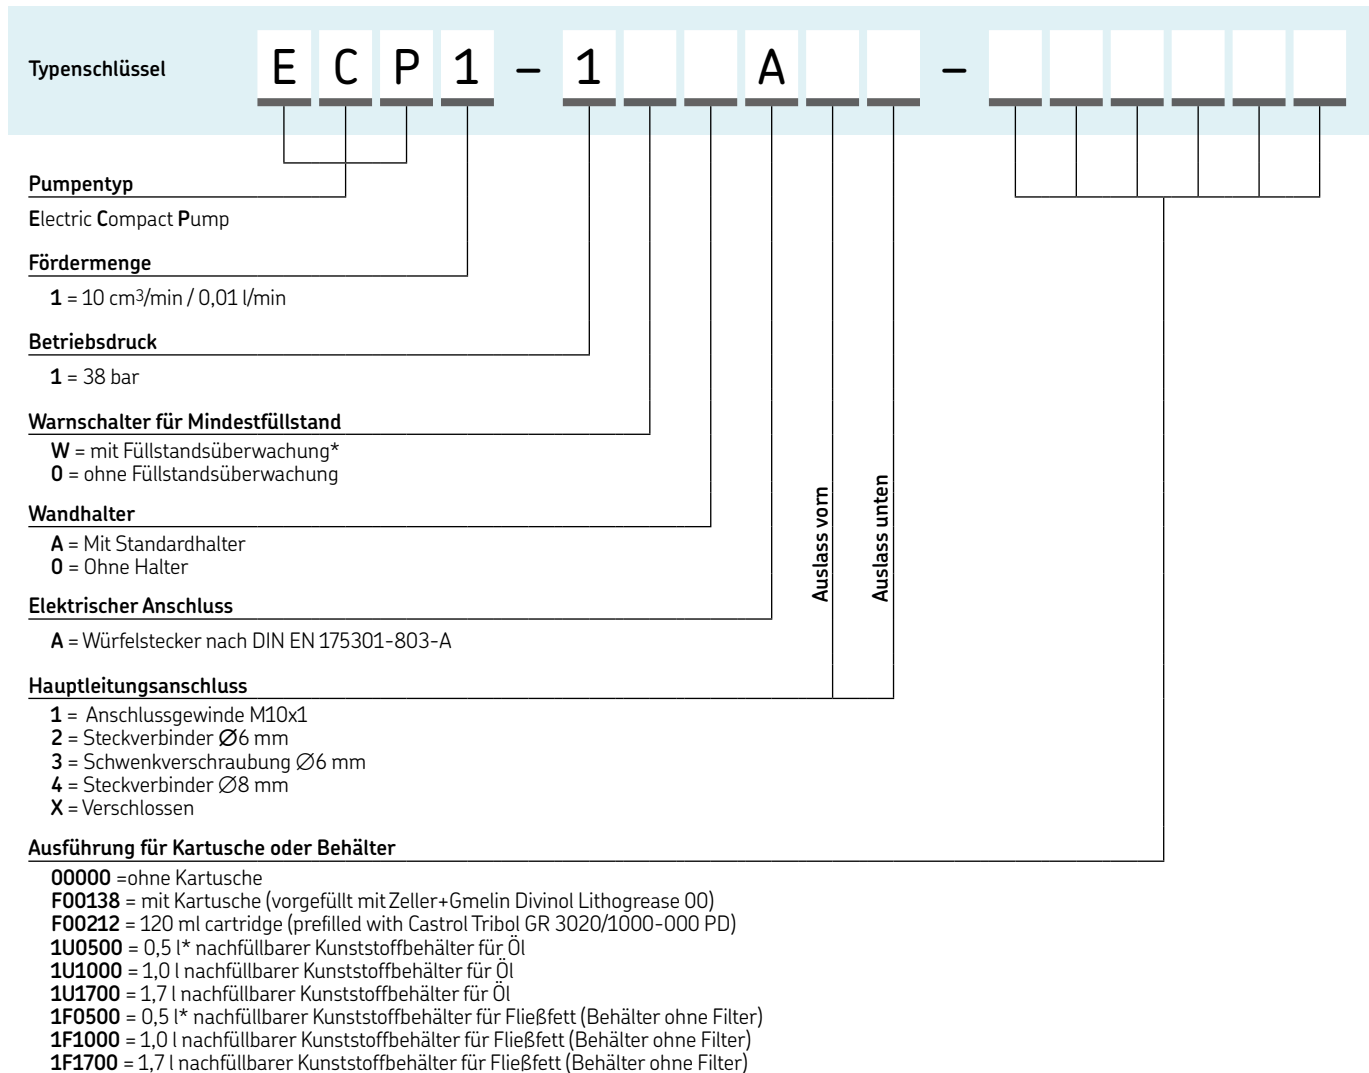 Typenschlüssel E C P 1 – 1 A –
Pumpentyp
Electric Compact Pump
Fördermenge
1 = 10 cm³/min / 0,01 l/min
Betriebsdruck
1 = 38 bar
Warnschalter für Mindestfüllstand
W = mit Füllstandsüberwachung*
0 = ohne Füllstandsüberwachung
Wandhalter
A = Mit Standardhalter
0 = Ohne Halter
Auslass vorn
Auslass unten
Elektrischer Anschluss
A = Würfelstecker nach DIN EN 175301-803-A
Hauptleitungsanschluss
1 = Anschlussgewinde M10x1
2 = Steckverbinder Ø6 mm
3 = Schwenkverschraubung Ø6 mm
4 = Steckverbinder Ø8 mm
X = Verschlossen
Ausführung für Kartusche oder Behälter
00000 =ohne Kartusche
F00138 = mit Kartusche (vorgefüllt mit Zeller+Gmelin Divinol Lithogrease 00)
F00212 = 120 ml cartridge (prefilled with Castrol Tribol GR 3020/1000-000 PD)
1U0500 = 0,5 l* nachfüllbarer Kunststoffbehälter für Öl
1U1000 = 1,0 l nachfüllbarer Kunststoffbehälter für Öl
1U1700 = 1,7 l nachfüllbarer Kunststoffbehälter für Öl
1F0500 = 0,5 l* nachfüllbarer Kunststoffbehälter für Fließfett (Behälter ohne Filter)
1F1000 = 1,0 l nachfüllbarer Kunststoffbehälter für Fließfett (Behälter ohne Filter)
1F1700 = 1,7 l nachfüllbarer Kunststoffbehälter für Fließfett (Behälter ohne Filter)